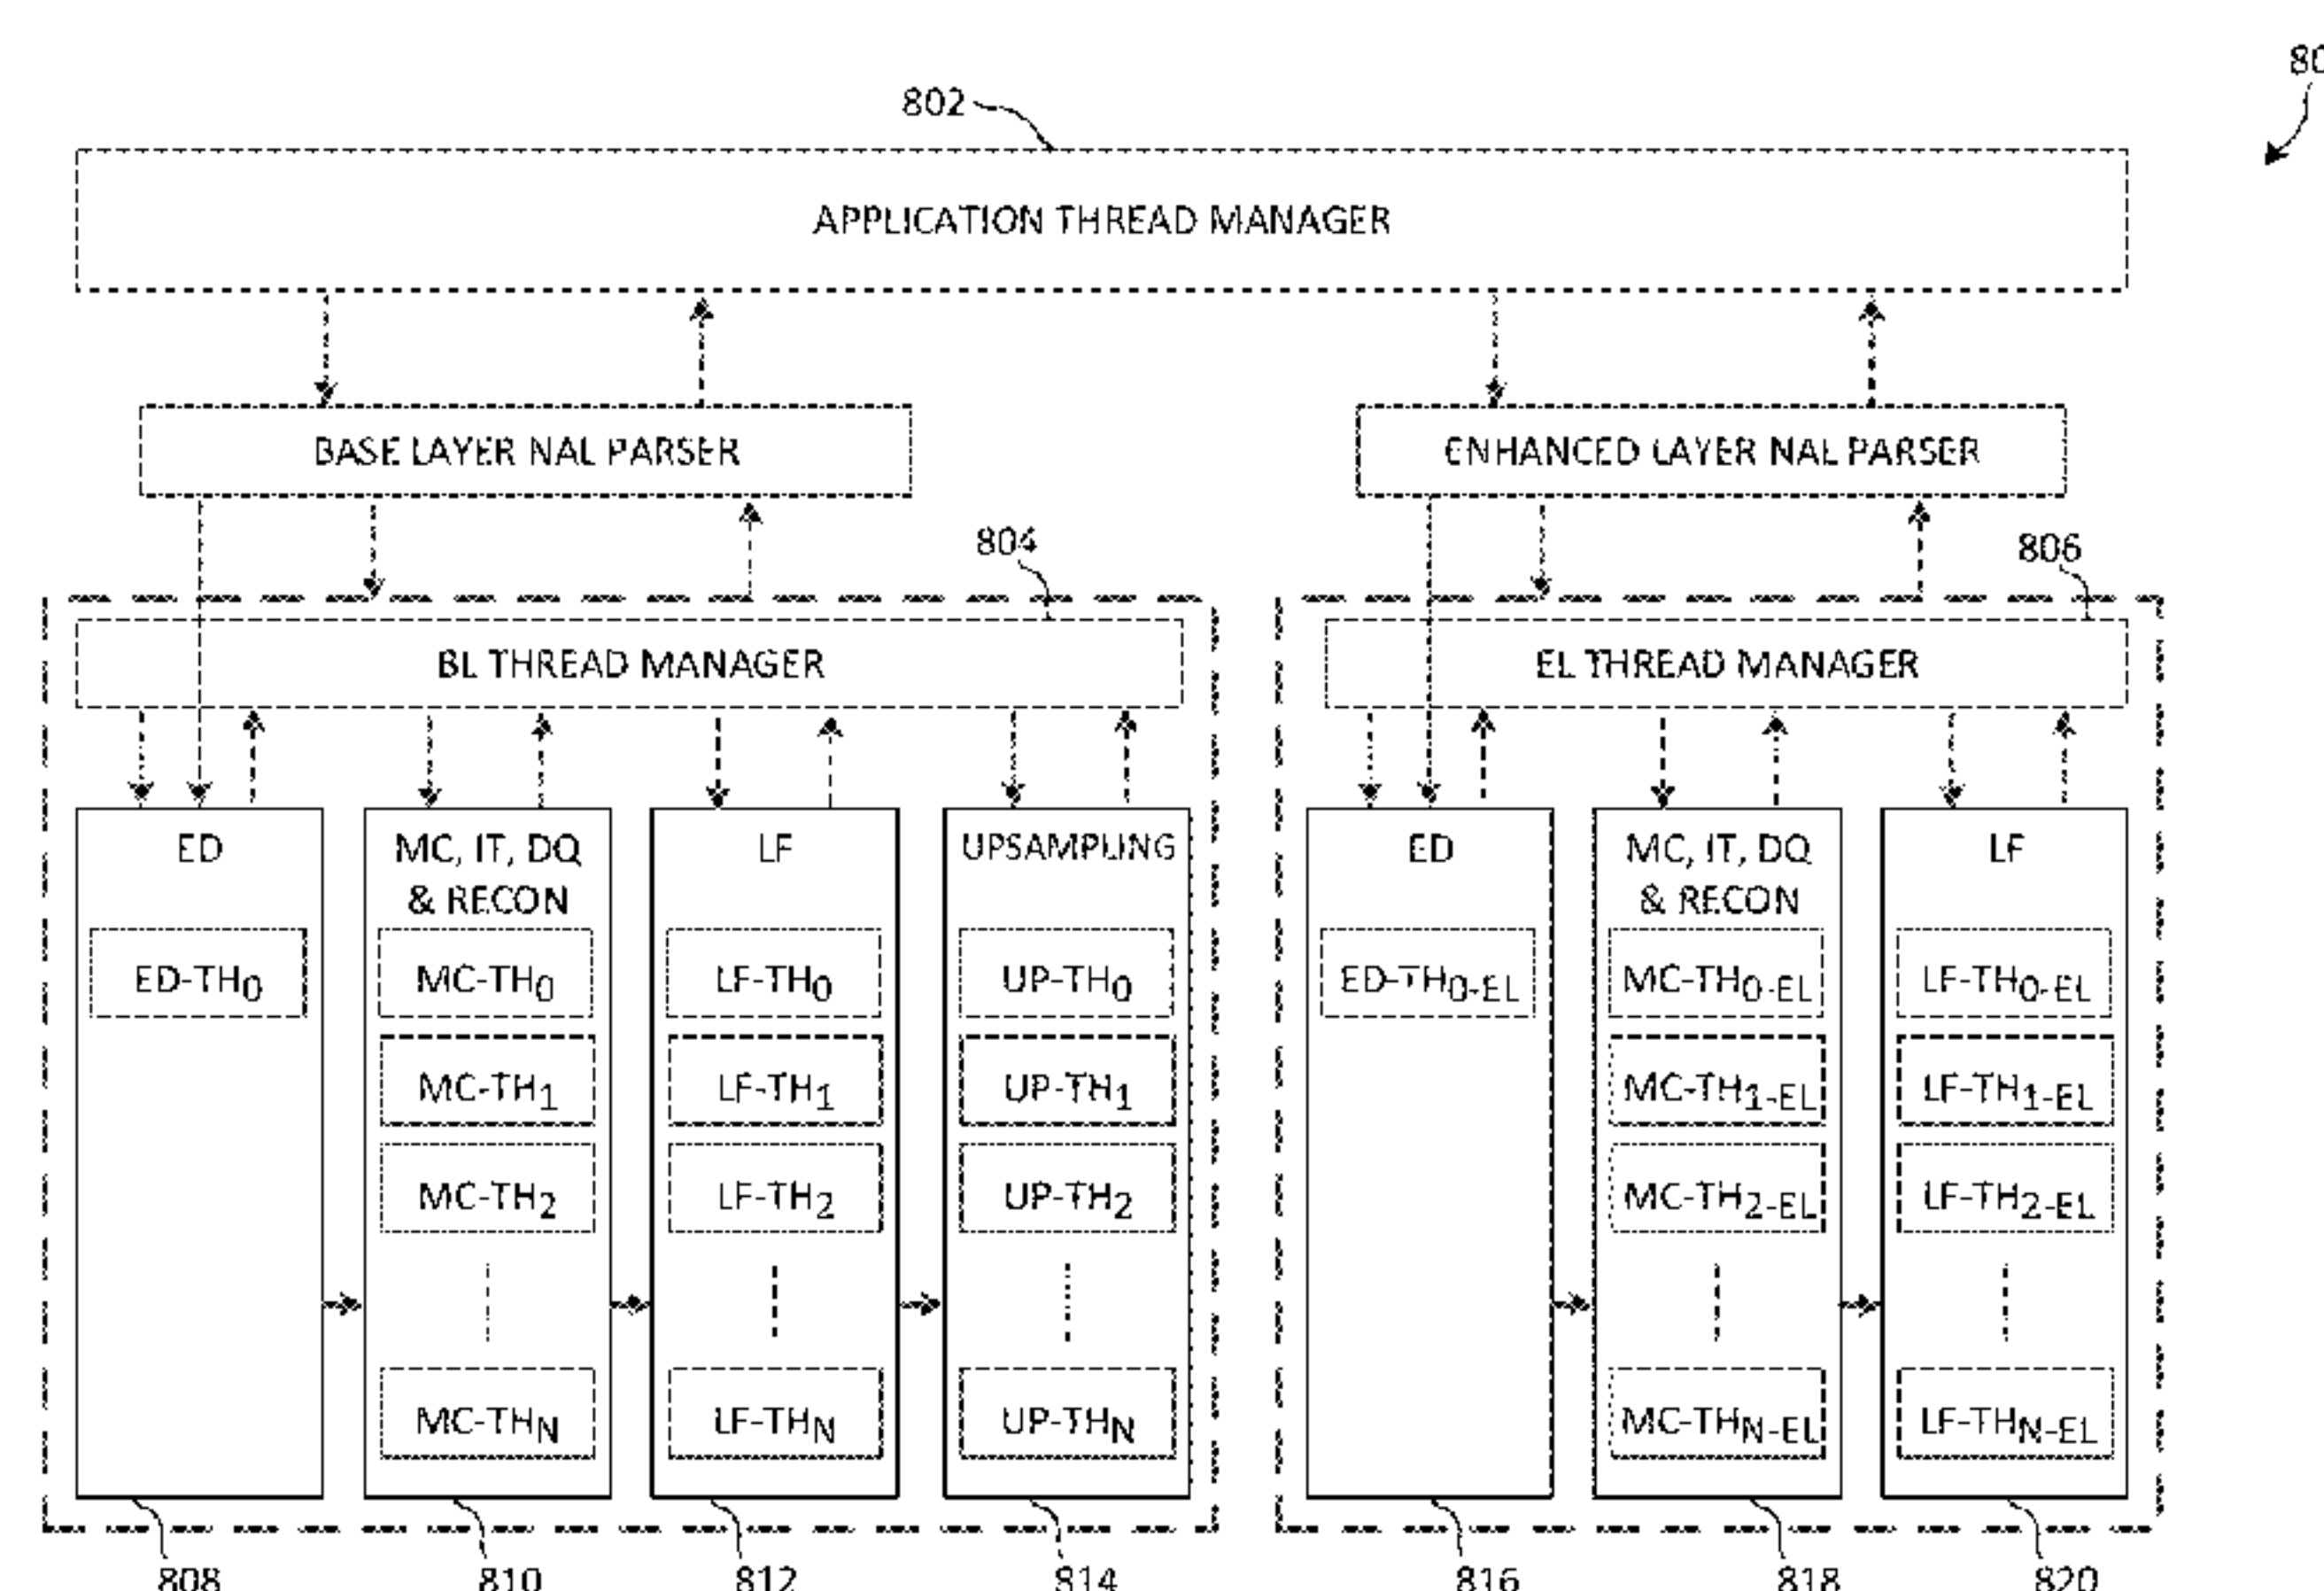 80
802
APPLICATION THREAD MANAGER
BASE LAYER NAL PARSER
ENHANCED LAYER NAL PARSER
804
806
BL THREAD MANAGER
EL THREAD MANAGER
ED
MC, IT, DQ
& RECON
LF
UPSAMPLING
ED
MC, IT, DQ
& RECON
LF
ED-TH0
MC-TH0
LF-TH0
UP-TH0
ED-TH0-EL
MC-TH0-EL
LF-TH0-EL
MC-TH1
LF-TH1
UP-TH1
MC-TH1-EL
LF-TH1-EL
MC-TH2
LF-TH2
UP-TH2
MC-TH2-EL
LF-TH2-EL
MC-THN
LF-THN
UP-THN
MC-THN-EL
LF-THN-EL
808
810
812
814
816
818
820